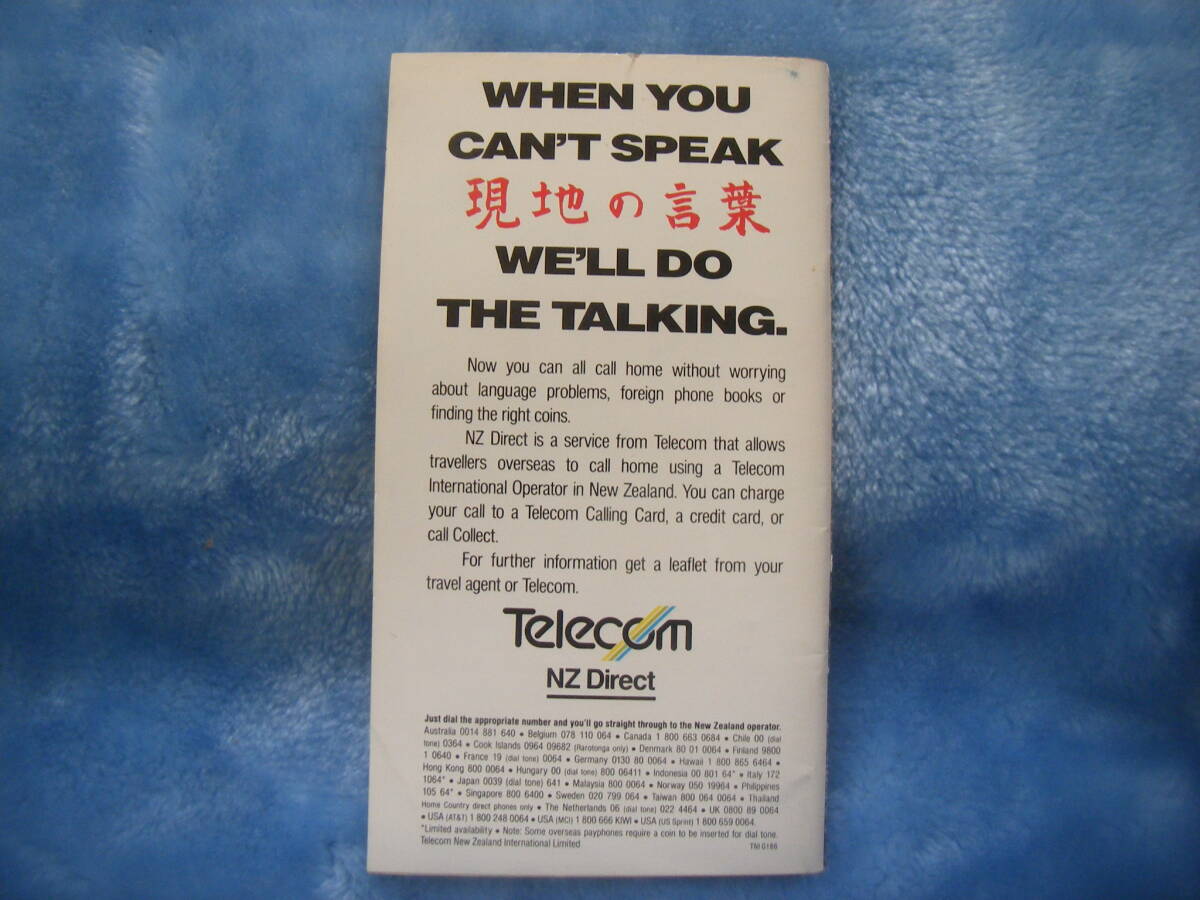 WHEN YOU
CAN'T SPEAK
現地の言葉
WE'LL DO
THE TALKING.
Now you can all call home without worrying
about language problems, foreign phone books or
finding the right coins.
NZ Direct is a service from Telecom that allows
travellers overseas to call home using a Telecom
International Operator in New Zealand. You can charge
your call to a Telecom Calling Card, a credit card, or
call Collect.
For further information get a leaflet from your
travel agent or Telecom.
Telecom
NZ Direct
Just dial the appropriate number and you'll go straight through to the New Zealand operator.
Australia 0014 881 640 • Belgium 078 110 064 • Canada 1 800 663 0684 • Chile 00 (dial
tone) 0364 • Cook Islands 0964 09682 (Rarotonga only) • Denmark 80 01 0064 • Finland 9800
1 0640 • France 19 (dial tone) 0064 • Germany 0130 80 0064 • Hawaii 1 800 865 6464 •
Hong Kong 800 0064 • Hungary 00 (dial tone) 800 06411 • Indonesia 00 801 64* • Italy 172
1064* • Japan 0039 (dial tone) 641 • Malaysia 800 0064 • Norway 050 19964 • Philippines
105 64* • Singapore 800 6400 • Sweden 020 799 064 • Taiwan 800 064 0064 • Thailand
Home Country direct phones only • The Netherlands 06 (dial tone) 022 4464 • UK 0800 89 0064
• USA (AT&T) 1 800 248 0064 • USA (MCI) 1 800 666 KIWI • USA (US Sprint) 1 800 659 0064.
*Limited availability • Note: Some overseas payphones require a coin to be inserted for dial tone.
Telecom New Zealand International Limited
TNI G186